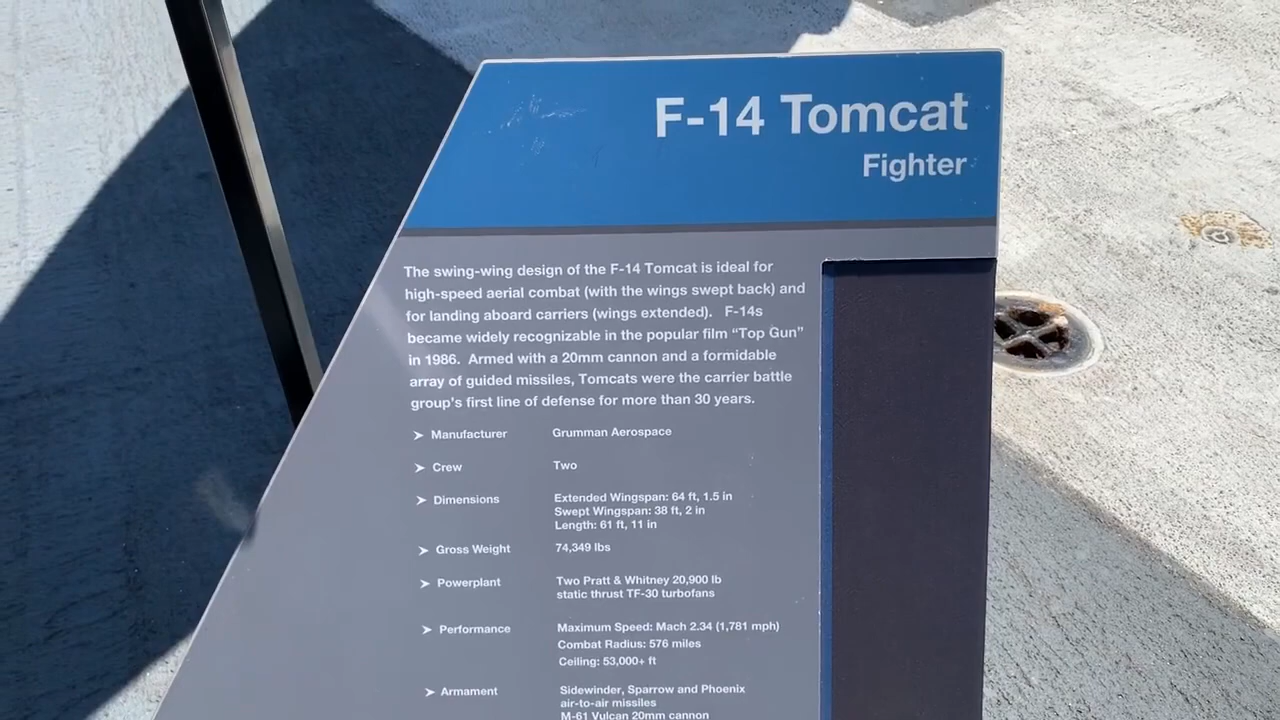 F-14 Tomcat
Fighter
The swing-wing design of the F-14 Tomcat is ideal for
high-speed aerial combat (with the wings swept back) and
for landing aboard carriers (wings extended).   F-14s
became widely recognizable in the popular film “Top Gun”
in 1986.  Armed with a 20mm cannon and a formidable
array of guided missiles, Tomcats were the carrier battle
group's first line of defense for more than 30 years.
➤ Manufacturer Grumman Aerospace
➤ Crew Two
➤ Dimensions Extended Wingspan: 64 ft, 1.5 in
Swept Wingspan: 38 ft, 2 in
Length: 61 ft, 11 in
➤ Gross Weight 74,349 lbs
➤ Powerplant Two Pratt & Whitney 20,900 lb
static thrust TF-30 turbofans
➤ Performance Maximum Speed: Mach 2.34 (1,781 mph)
Combat Radius: 576 miles
Ceiling: 53,000+ ft
➤ Armament Sidewinder, Sparrow and Phoenix
air-to-air missiles
M-61 Vulcan 20mm cannon